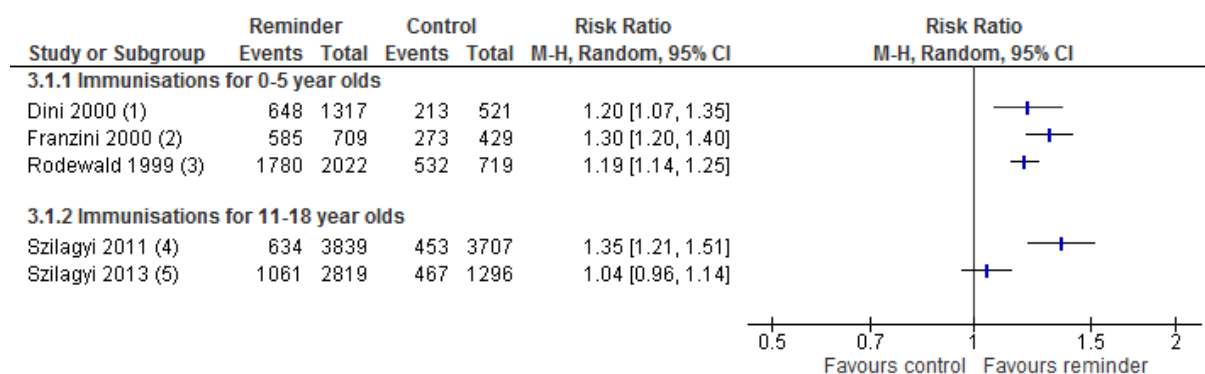 Reminder Control Risk Ratio Risk Ratio
Study or Subgroup Events Total Events Total M-H, Random, 95% CI M-H, Random, 95% CI
3.1.1 Immunisations for 0-5 year olds
Dini 2000 (1) 648 1317 213 521 1.20 [1.07, 1.35]
Franzini 2000 (2) 585 709 273 429 1.30 [1.20, 1.40]
Rodewald 1999 (3) 1780 2022 532 719 1.19 [1.14, 1.25]
3.1.2 Immunisations for 11-18 year olds
Szilagyi 2011 (4) 634 3839 453 3707 1.35 [1.21, 1.51]
Szilagyi 2013 (5) 1061 2819 467 1296 1.04 [0.96, 1.14]
0.5 0.7 1 1.5 2
Favours control Favours reminder